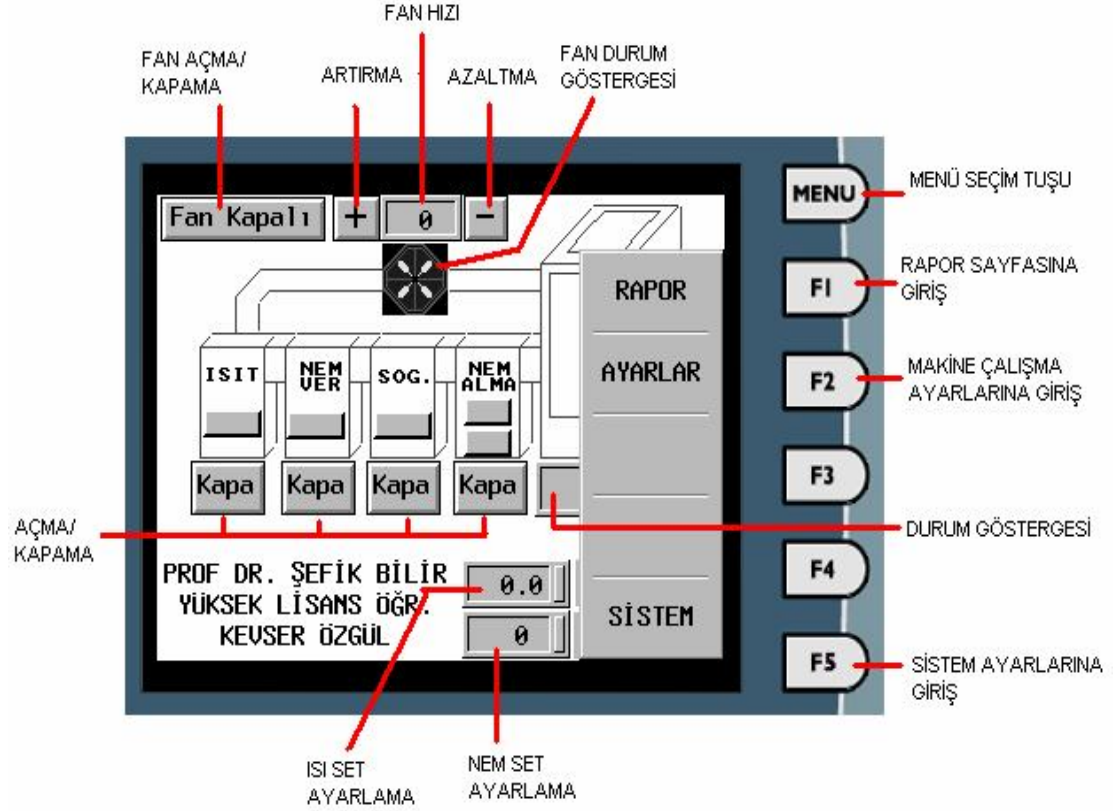 FAN HIZI
FAN AÇMA/
KAPAMA
ARTIRMA
AZALTMA
FAN DURUM
GÖSTERGESİ
Fan Kapalı
+
0
-
MENU
MENÜ SEÇİM TUŞU
RAPOR
F1
RAPOR SAYFASINA
GİRİŞ
ISIT
NEM
VER
SOG.
NEM
ALMA
AYARLAR
F2
MAKİNE ÇALIŞMA
AYARLARINA GİRİŞ
Kapa
Kapa
Kapa
Kapa
F3
AÇMA/
KAPAMA
DURUM GÖSTERGESİ
PROF DR. ŞEFİK BİLİR
YÜKSEK LİSANS ÖĞR.
KEVSER ÖZGÜL
0.0
0
F4
SİSTEM
F5
SİSTEM AYARLARINA
GİRİŞ
ISI SET
AYARLAMA
NEM SET
AYARLAMA